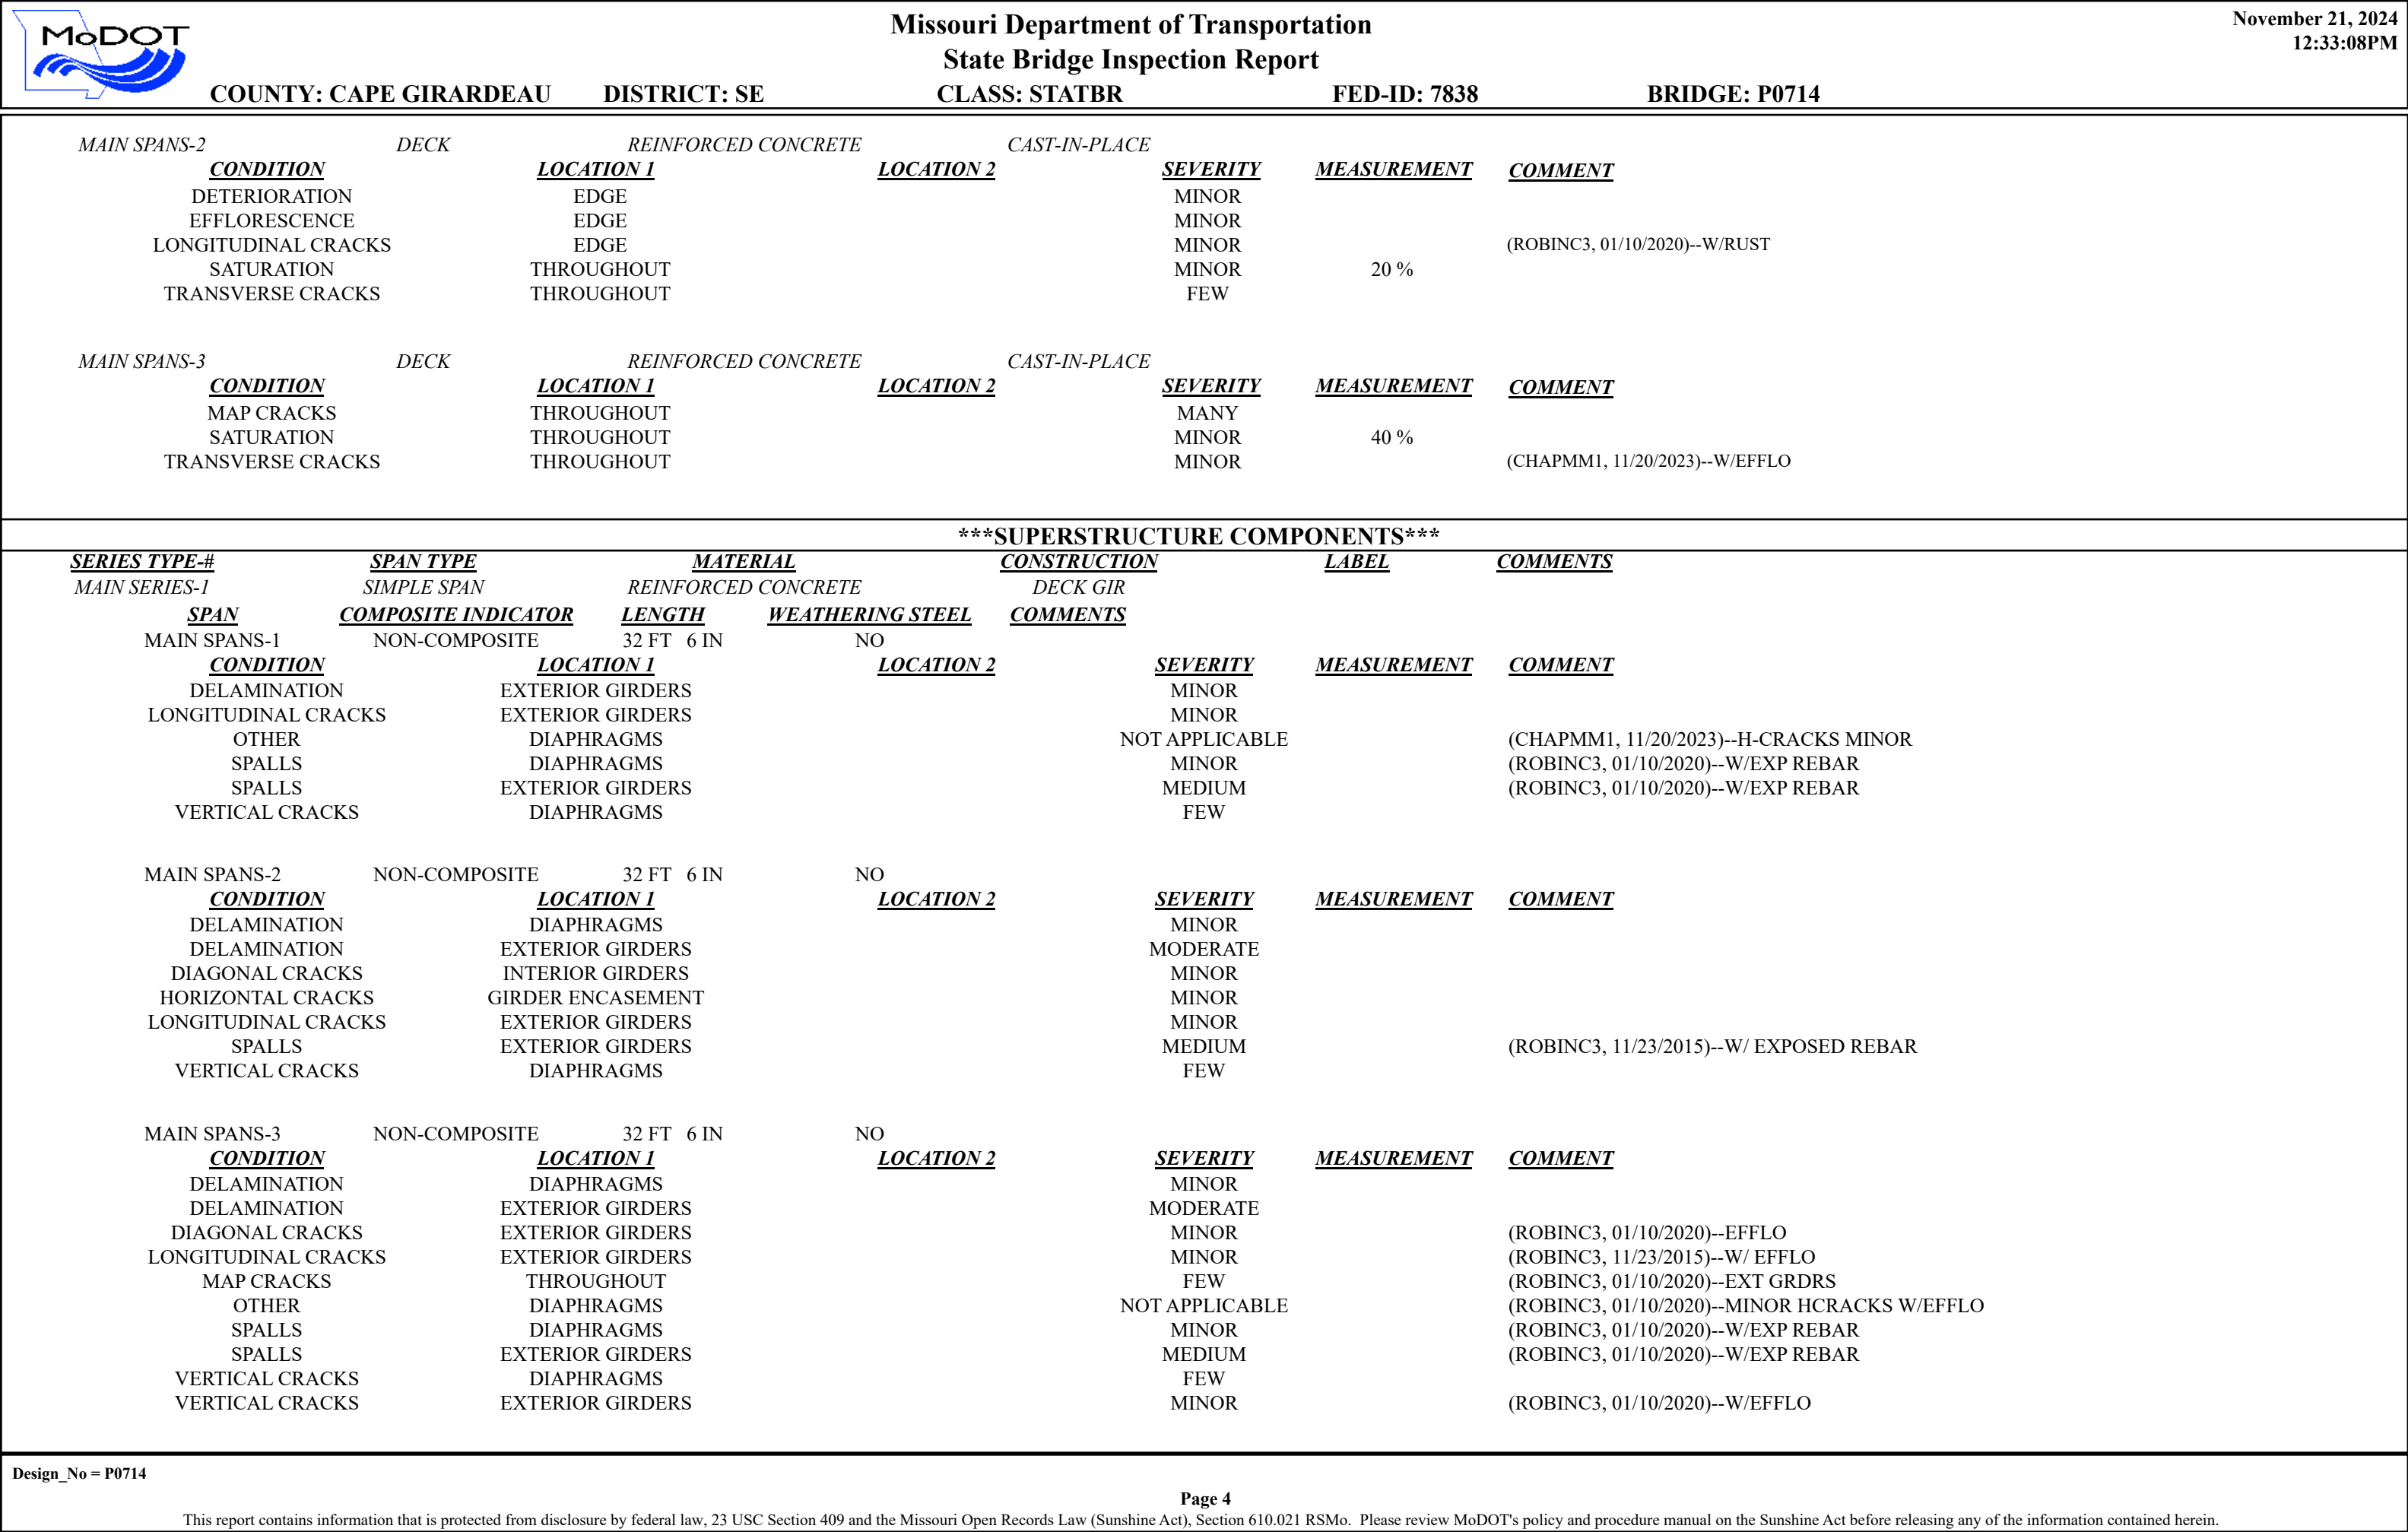 MoDOT
Missouri Department of Transportation
State Bridge Inspection Report
November 21, 2024
12:33:08PM
COUNTY: CAPE GIRARDEAU DISTRICT: SE CLASS: STATBR FED-ID: 7838 BRIDGE: P0714
MAIN SPANS-2 DECK REINFORCED CONCRETE CAST-IN-PLACE
CONDITION LOCATION 1 LOCATION 2 SEVERITY MEASUREMENT COMMENT
DETERIORATION EDGE MINOR
EFFLORESCENCE EDGE MINOR
LONGITUDINAL CRACKS EDGE MINOR (ROBINC3, 01/10/2020)--W/RUST
SATURATION THROUGHOUT MINOR 20 %
TRANSVERSE CRACKS THROUGHOUT FEW
MAIN SPANS-3 DECK REINFORCED CONCRETE CAST-IN-PLACE
CONDITION LOCATION 1 LOCATION 2 SEVERITY MEASUREMENT COMMENT
MAP CRACKS THROUGHOUT MANY
SATURATION THROUGHOUT MINOR 40 %
TRANSVERSE CRACKS THROUGHOUT MINOR (CHAPMM1, 11/20/2023)--W/EFFLO
***SUPERSTRUCTURE COMPONENTS***
SERIES TYPE-# SPAN TYPE MATERIAL CONSTRUCTION LABEL COMMENTS
MAIN SERIES-1 SIMPLE SPAN REINFORCED CONCRETE DECK GIR
SPAN COMPOSITE INDICATOR LENGTH WEATHERING STEEL COMMENTS
MAIN SPANS-1 NON-COMPOSITE 32 FT 6 IN NO
CONDITION LOCATION 1 LOCATION 2 SEVERITY MEASUREMENT COMMENT
DELAMINATION EXTERIOR GIRDERS MINOR
LONGITUDINAL CRACKS EXTERIOR GIRDERS MINOR
OTHER DIAPHRAGMS NOT APPLICABLE (CHAPMM1, 11/20/2023)--H-CRACKS MINOR
SPALLS DIAPHRAGMS MINOR (ROBINC3, 01/10/2020)--W/EXP REBAR
SPALLS EXTERIOR GIRDERS MEDIUM (ROBINC3, 01/10/2020)--W/EXP REBAR
VERTICAL CRACKS DIAPHRAGMS FEW
MAIN SPANS-2 NON-COMPOSITE 32 FT 6 IN NO
CONDITION LOCATION 1 LOCATION 2 SEVERITY MEASUREMENT COMMENT
DELAMINATION DIAPHRAGMS MINOR
DELAMINATION EXTERIOR GIRDERS MODERATE
DIAGONAL CRACKS INTERIOR GIRDERS MINOR
HORIZONTAL CRACKS GIRDER ENCASEMENT MINOR
LONGITUDINAL CRACKS EXTERIOR GIRDERS MINOR
SPALLS EXTERIOR GIRDERS MEDIUM (ROBINC3, 11/23/2015)--W/ EXPOSED REBAR
VERTICAL CRACKS DIAPHRAGMS FEW
MAIN SPANS-3 NON-COMPOSITE 32 FT 6 IN NO
CONDITION LOCATION 1 LOCATION 2 SEVERITY MEASUREMENT COMMENT
DELAMINATION DIAPHRAGMS MINOR
DELAMINATION EXTERIOR GIRDERS MODERATE
DIAGONAL CRACKS EXTERIOR GIRDERS MINOR (ROBINC3, 01/10/2020)--EFFLO
LONGITUDINAL CRACKS EXTERIOR GIRDERS MINOR (ROBINC3, 11/23/2015)--W/ EFFLO
MAP CRACKS THROUGHOUT FEW (ROBINC3, 01/10/2020)--EXT GRDRS
OTHER DIAPHRAGMS NOT APPLICABLE (ROBINC3, 01/10/2020)--MINOR HCRACKS W/EFFLO
SPALLS DIAPHRAGMS MINOR (ROBINC3, 01/10/2020)--W/EXP REBAR
SPALLS EXTERIOR GIRDERS MEDIUM (ROBINC3, 01/10/2020)--W/EXP REBAR
VERTICAL CRACKS DIAPHRAGMS FEW
VERTICAL CRACKS EXTERIOR GIRDERS MINOR (ROBINC3, 01/10/2020)--W/EFFLO
Design_No = P0714
Page 4
This report contains information that is protected from disclosure by federal law, 23 USC Section 409 and the Missouri Open Records Law (Sunshine Act), Section 610.021 RSMo. Please review MoDOT's policy and procedure manual on the Sunshine Act before releasing any of the information contained herein.